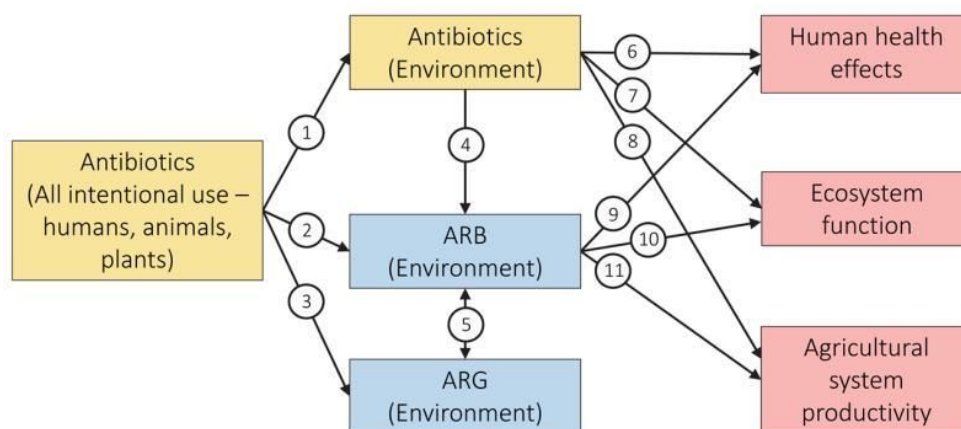 Antibiotics
(Environment)
Human health
effects
6
7
1
4
8
Antibiotics
(All intentional use –
humans, animals,
plants)
2
ARB
(Environment)
9
10
11
Ecosystem
function
3
5
ARG
(Environment)
Agricultural
system
productivity